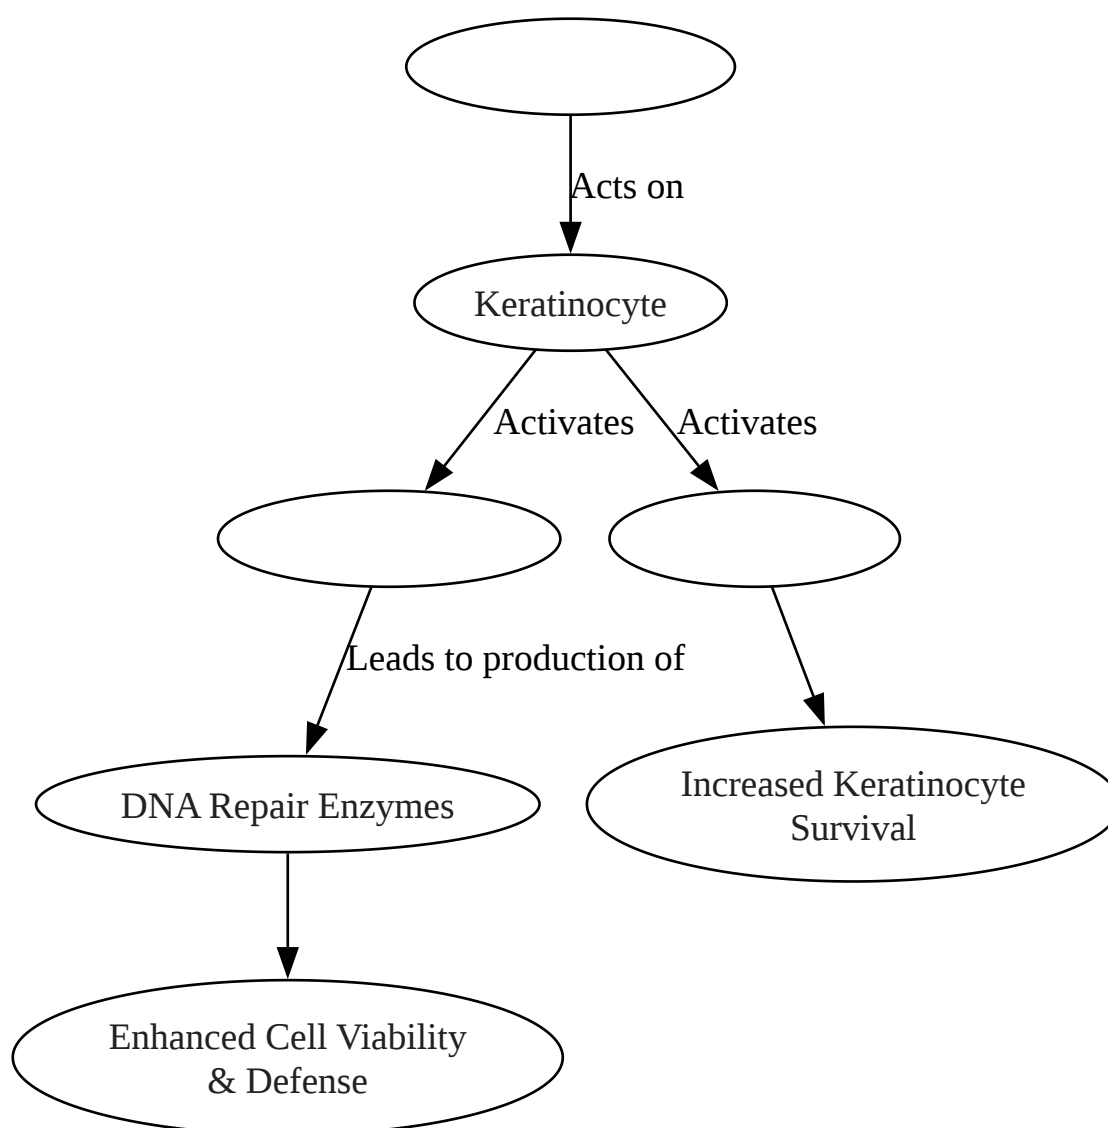 Acts on
Keratinocyte
Activates
Activates
Leads to production of
DNA Repair Enzymes
Increased Keratinocyte
Survival
Enhanced Cell Viability
& Defense